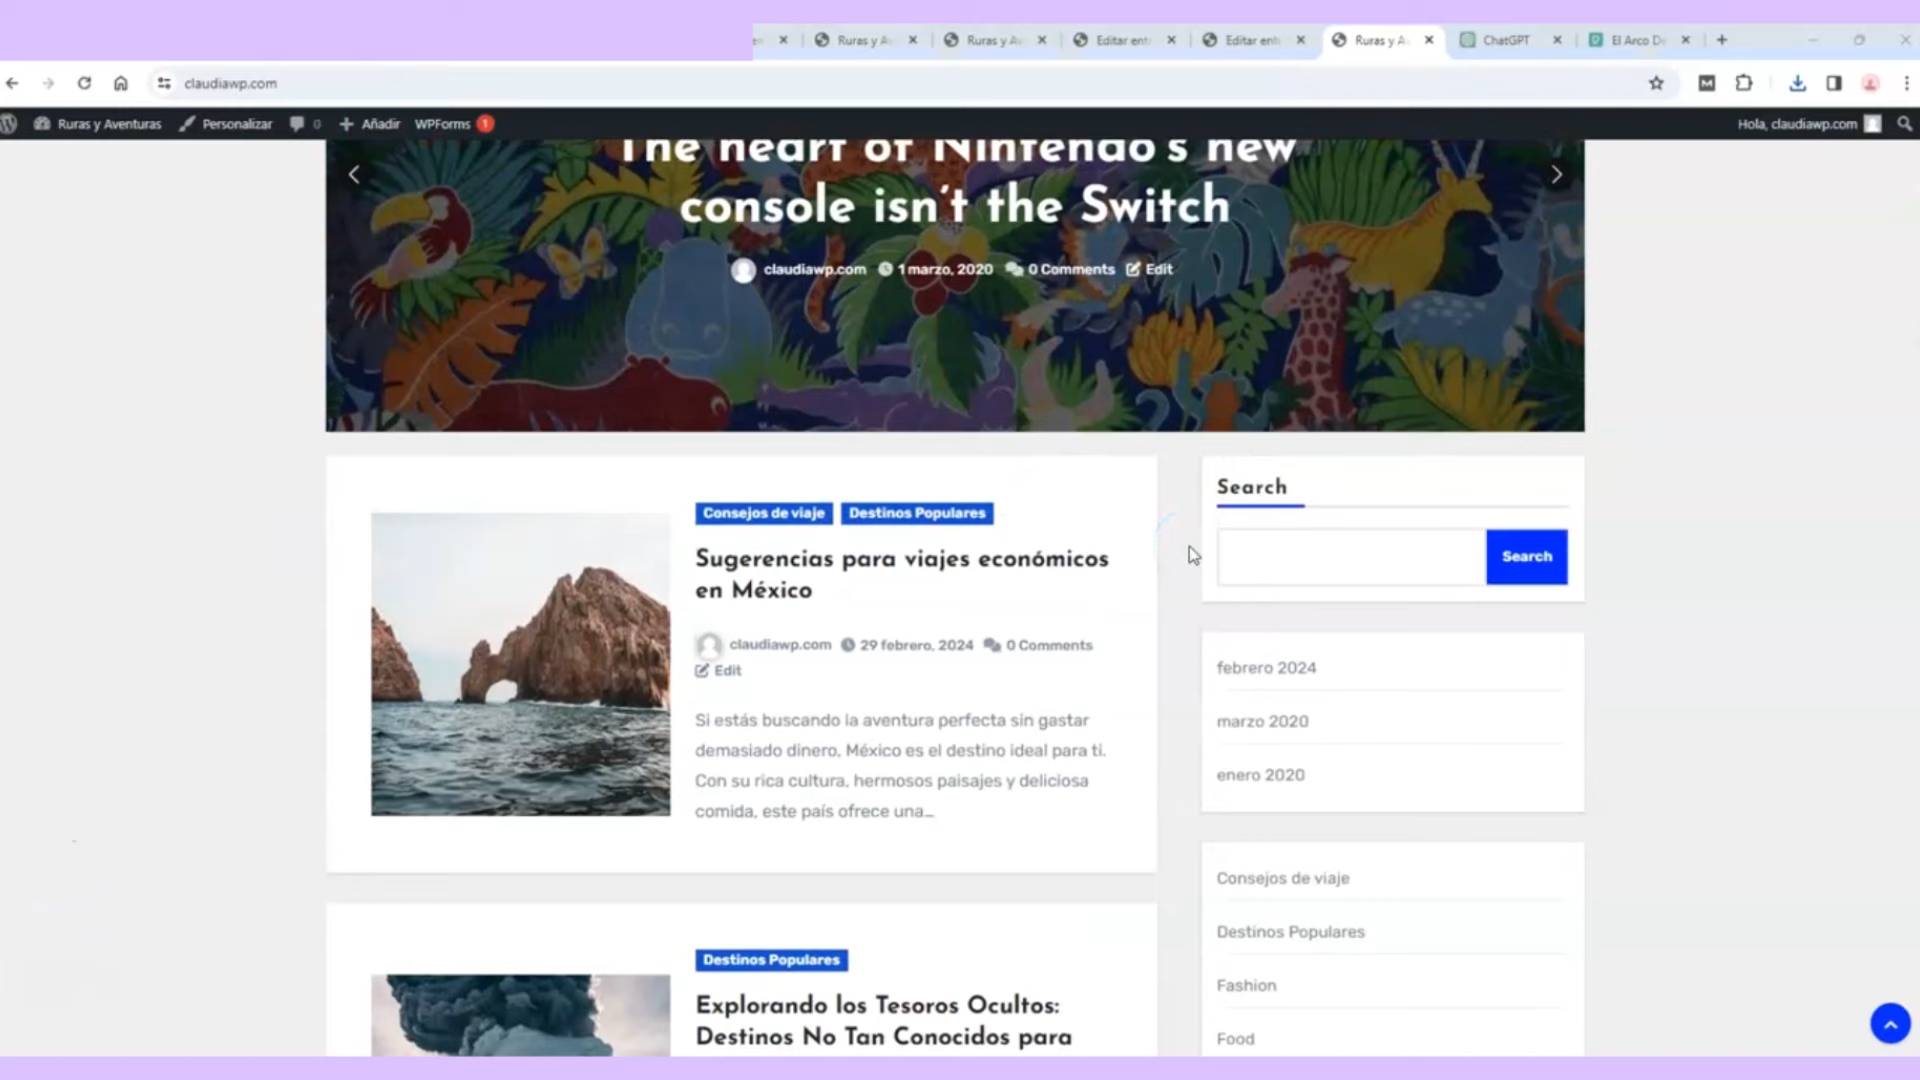 Ruras y A
Ruras y A
Editar ent
Editar ent
Ruras y A
ChatGPT
El Arco De
claudiawp.com
Ruras y Aventuras
Personalizar
0
Añadir
WPForms
1
Hola, claudiawp.com
The heart of Nintendo's new
console isn't the Switch
claudiawp.com 1 marzo, 2020 0 Comments Edit
Consejos de viaje
Destinos Populares
Sugerencias para viajes económicos
en México
claudiawp.com 29 febrero, 2024 0 Comments
Edit
Si estás buscando la aventura perfecta sin gastar
demasiado dinero, México es el destino ideal para ti.
Con su rica cultura, hermosos paisajes y deliciosa
comida, este país ofrece una…
Destinos Populares
Explorando los Tesoros Ocultos:
Destinos No Tan Conocidos para
Search
Search
febrero 2024
marzo 2020
enero 2020
Consejos de viaje
Destinos Populares
Fashion
Food